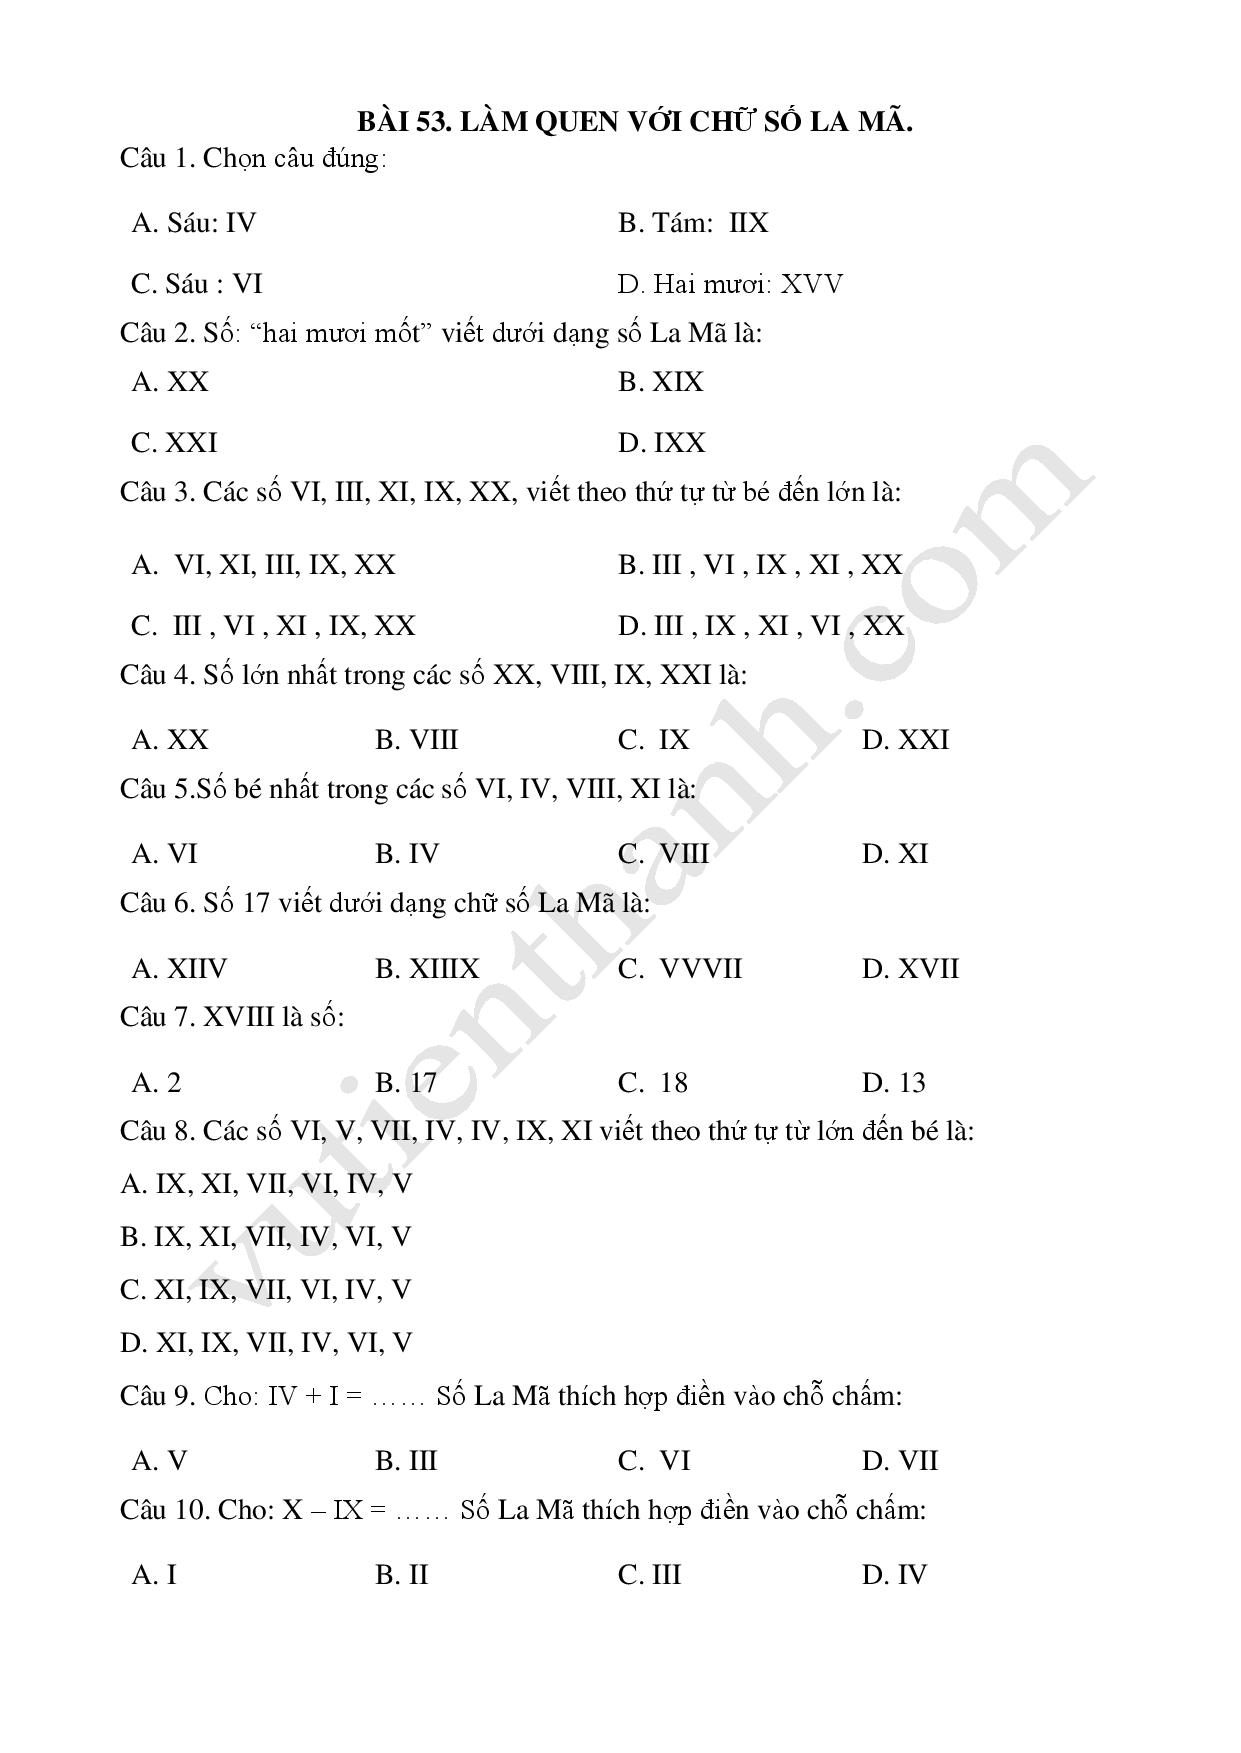 BÀI 53. LÀM QUEN VỚI CHỮ SỐ LA MÃ.
Câu 1. Chọn câu đúng:
A. Sáu: IV B. Tám: IIX
C. Sáu : VI D. Hai mươi: XVV
Câu 2. Số: “hai mươi mốt” viết dưới dạng số La Mã là:
A. XX B. XIX
C. XXI D. IXX
Câu 3. Các số VI, III, XI, IX, XX, viết theo thứ tự từ bé đến lớn là:
A. VI, XI, III, IX, XX B. III , VI , IX , XI , XX
C. III , VI , XI , IX, XX D. III , IX , XI , VI , XX
Câu 4. Số lớn nhất trong các số XX, VIII, IX, XXI là:
A. XX B. VIII C. IX D. XXI
Câu 5.Số bé nhất trong các số VI, IV, VIII, XI là:
A. VI B. IV C. VIII D. XI
Câu 6. Số 17 viết dưới dạng chữ số La Mã là:
A. XIIV B. XIIIX C. VVVII D. XVII
Câu 7. XVIII là số:
A. 2 B. 17 C. 18 D. 13
Câu 8. Các số VI, V, VII, IV, IV, IX, XI viết theo thứ tự từ lớn đến bé là:
A. IX, XI, VII, VI, IV, V
B. IX, XI, VII, IV, VI, V
C. XI, IX, VII, VI, IV, V
D. XI, IX, VII, IV, VI, V
Câu 9. Cho: IV + I = …… Số La Mã thích hợp điền vào chỗ chấm:
A. V B. III C. VI D. VII
Câu 10. Cho: X – IX = …… Số La Mã thích hợp điền vào chỗ chấm:
A. I B. II C. III D. IV
vutienthanh.com